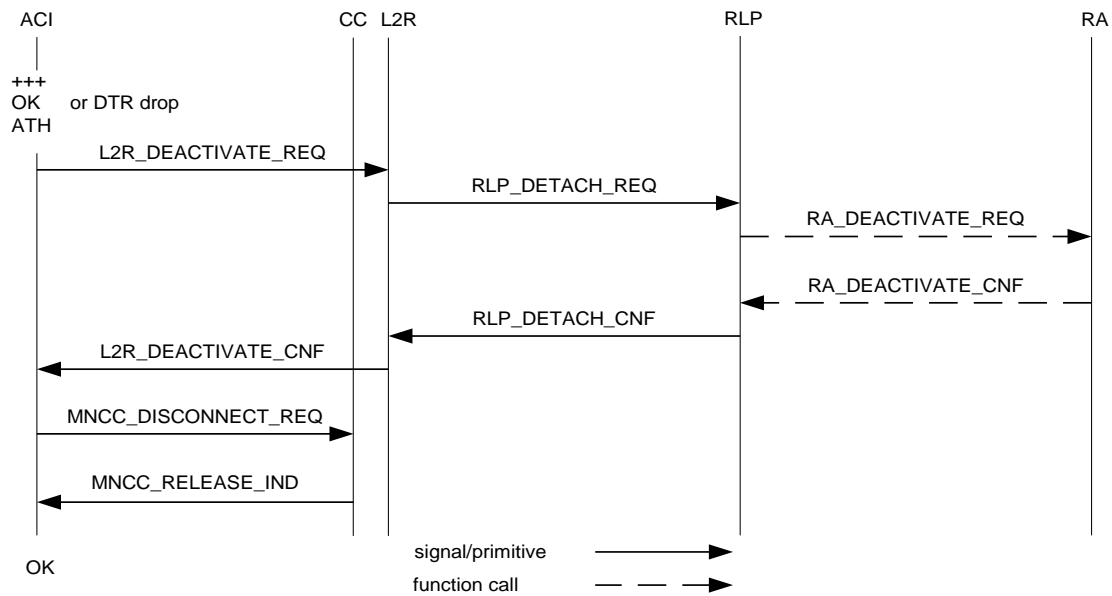 ACI CC L2R RLP RA
+++
OK or DTR drop
ATH
L2R_DEACTIVATE_REQ
RLP_DETACH_REQ
RA_DEACTIVATE_REQ
RA_DEACTIVATE_CNF
RLP_DETACH_CNF
L2R_DEACTIVATE_CNF
MNCC_DISCONNECT_REQ
MNCC_RELEASE_IND
signal/primitive
OK
function call